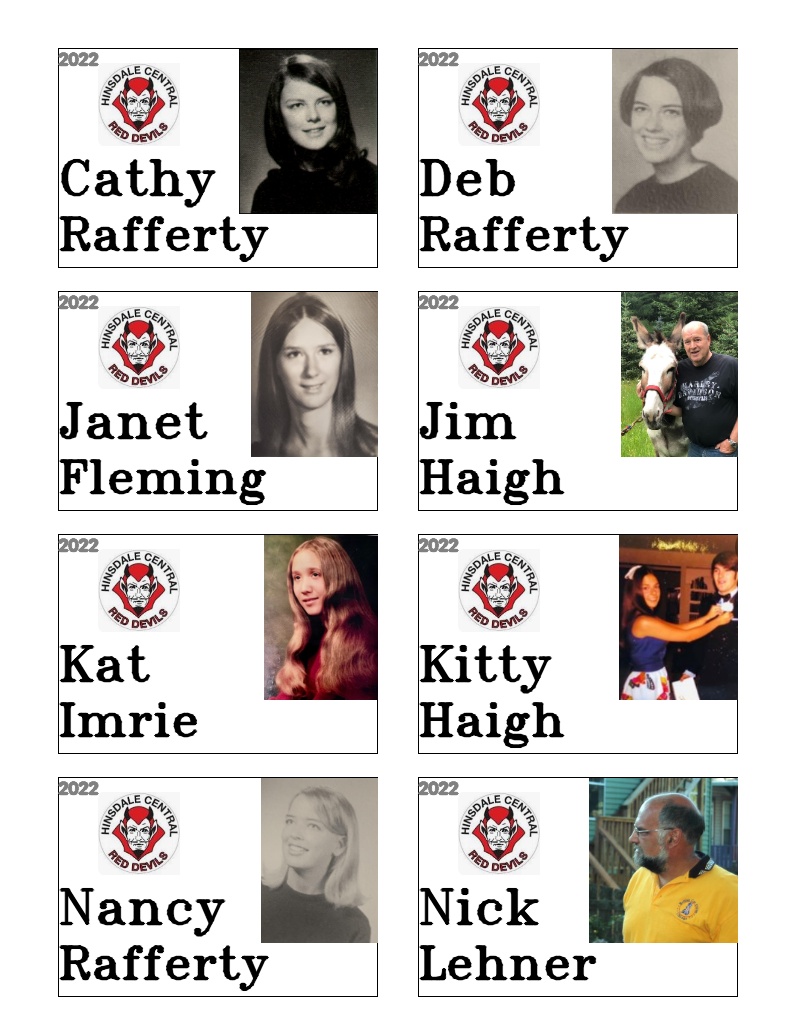 2022
HINSDALE CENTRAL
RED DEVILS
Cathy
Rafferty
2022
HINSDALE CENTRAL
RED DEVILS
Deb
Rafferty
2022
HINSDALE CENTRAL
RED DEVILS
Janet
Fleming
2022
HINSDALE CENTRAL
RED DEVILS
HARLEY-DAVIDSON
Jim
Haigh
2022
HINSDALE CENTRAL
RED DEVILS
Kat
Imrie
2022
HINSDALE CENTRAL
RED DEVILS
Kitty
Haigh
2022
HINSDALE CENTRAL
RED DEVILS
Nancy
Rafferty
2022
HINSDALE CENTRAL
RED DEVILS
Nick
Lehner